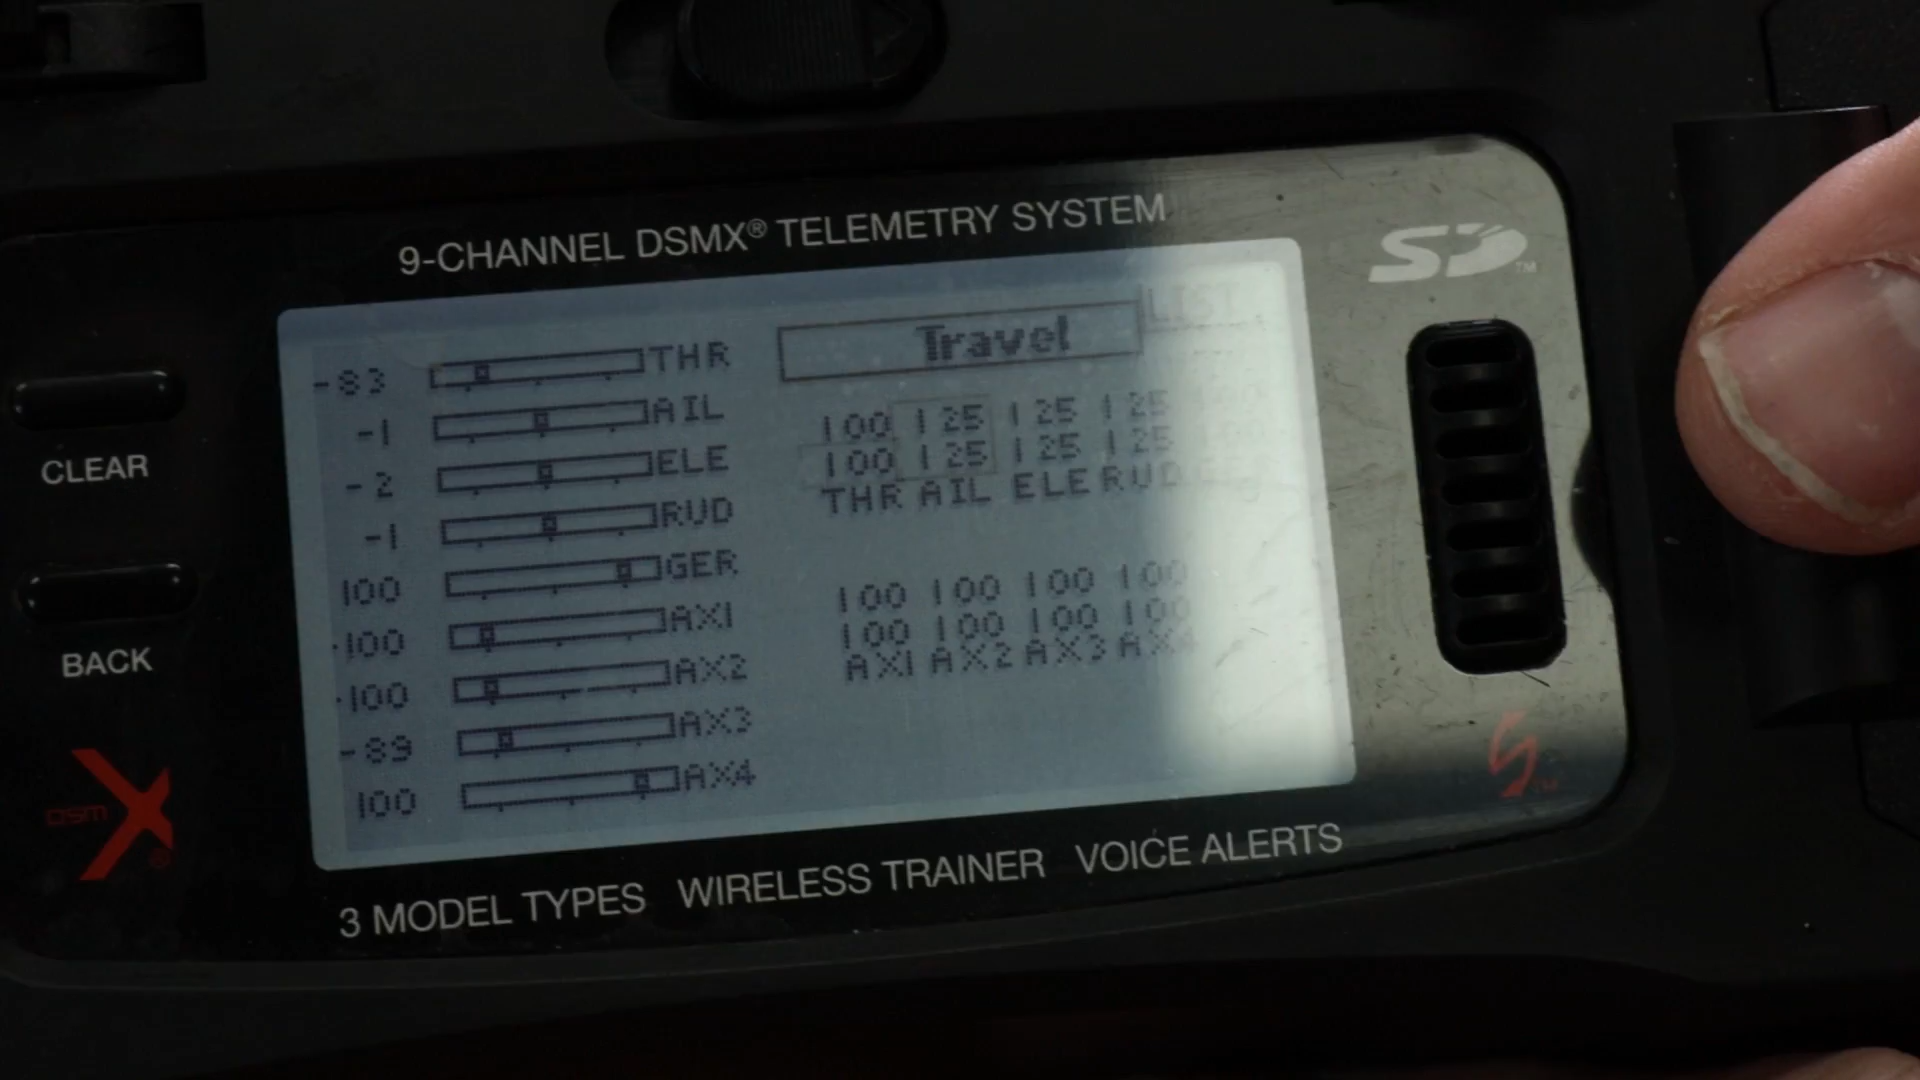 9-CHANNEL DSMX® TELEMETRY SYSTEM
SD™
LIST
Travel
-83 THR
-1 AIL
-2 ELE
-1 RUD
100 GER
-100 AX1
-100 AX2
-89 AX3
100 AX4
100 125 125 125
100 125 125 125
THR AIL ELE RUD
100 100 100 100
100 100 100 100
AX1 AX2 AX3 AX4
CLEAR
BACK
DSM X®
3 MODEL TYPES WIRELESS TRAINER VOICE ALERTS